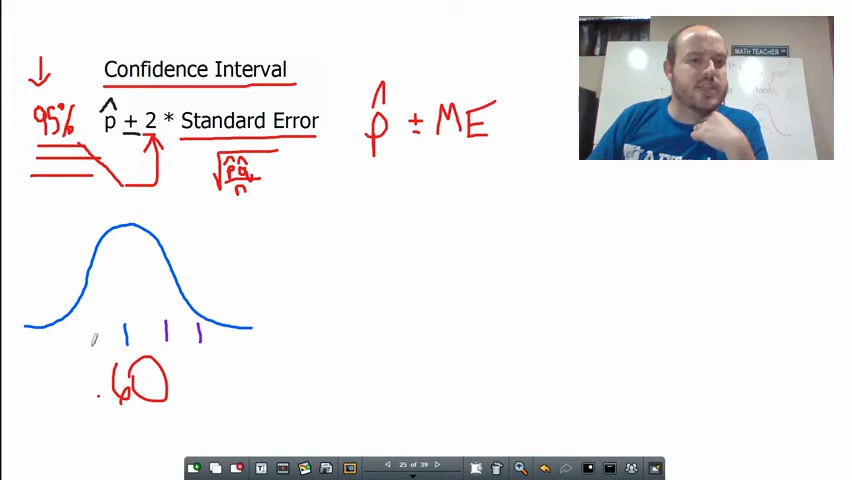 Confidence Interval
95% p̂ ± 2 * Standard Error
p̂ ± ME
√p̂q̂/n
.60
MATH TEACHER
25 of 39